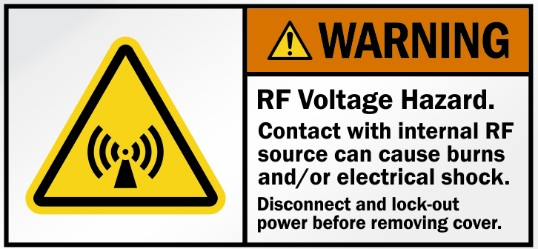 WARNING
RF Voltage Hazard.
Contact with internal RF
source can cause burns
and/or electrical shock.
Disconnect and lock-out
power before removing cover.